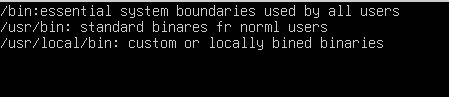 /bin:essential system boundaries used by all users
/usr/bin: standard binares fr norml users
/usr/local/bin: custom or locally bined binaries